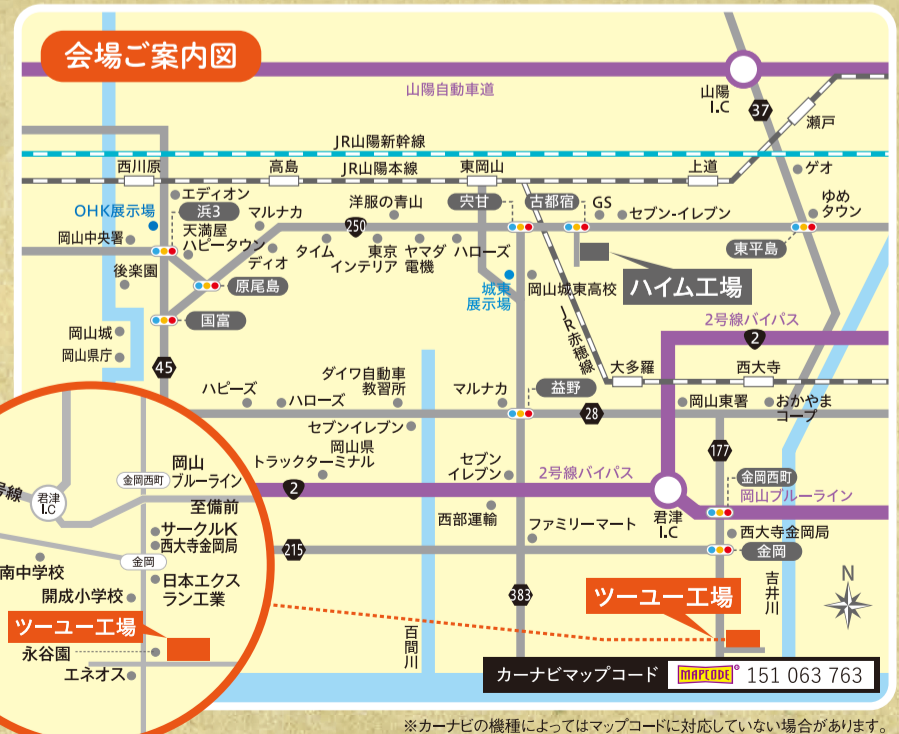 会場ご案内図
山陽自動車道
山陽
I.C
37
瀬戸
JR山陽新幹線
西川原
高島
JR山陽本線
東岡山
上道
ゲオ
エディオン
OHK展示場
浜3
マルナカ
洋服の青山
宍甘
古都宿
GS
セブン-イレブン
ゆめ
タウン
岡山中央署
天満屋
ハピータウン
250
タイム
東京
インテリア
ヤマダ
電機
ハローズ
東平島
後楽園
ディオ
原尾島
城東
展示場
岡山城東高校
ハイム工場
国富
岡山城
岡山県庁
45
JR赤穂線
2号線バイパス
2
ダイワ自動車
教習所
大多羅
西大寺
ハピーズ
ハローズ
マルナカ
益野
28
岡山東署
おかやま
コープ
セブンイレブン
岡山県
トラックターミナル
177
セブン
イレブン
2号線バイパス
2
金岡西町
岡山ブルーライン
西部運輸
ファミリーマート
君津
I.C
西大寺金岡局
金岡
215
383
吉井川
N
ツーユー工場
百間川
岡山
ブルーライン
金岡西町
号線
君津
I.C
至備前
サークルK
西大寺金岡局
金岡
南中学校
日本エクス
ラン工業
開成小学校
ツーユー工場
永谷園
エネオス
カーナビマップコード MAPCODE 151 063 763
※カーナビの機種によってはマップコードに対応していない場合があります。